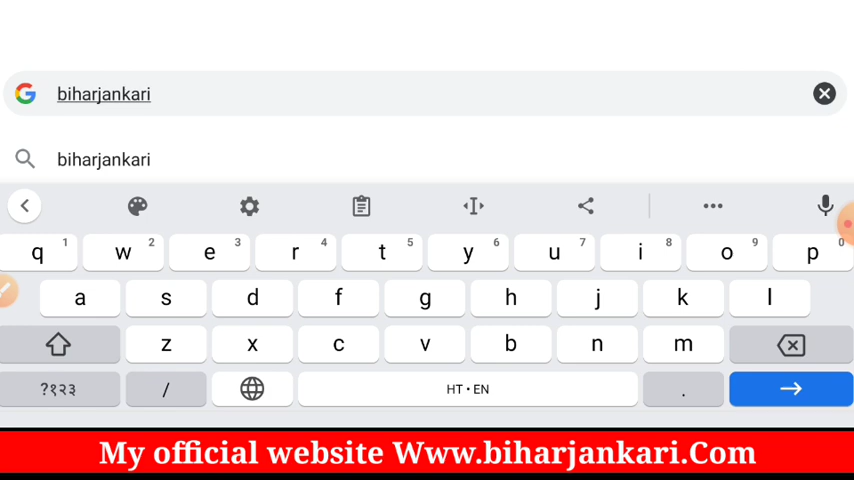 biharjankari
biharjankari
q 1 w 2 e 3 r 4 t 5 y 6 u 7 i 8 o 9 p 0
a s d f g h j k l
z x c v b n m
?१२३ / HT • EN .
My official website Www.biharjankari.Com